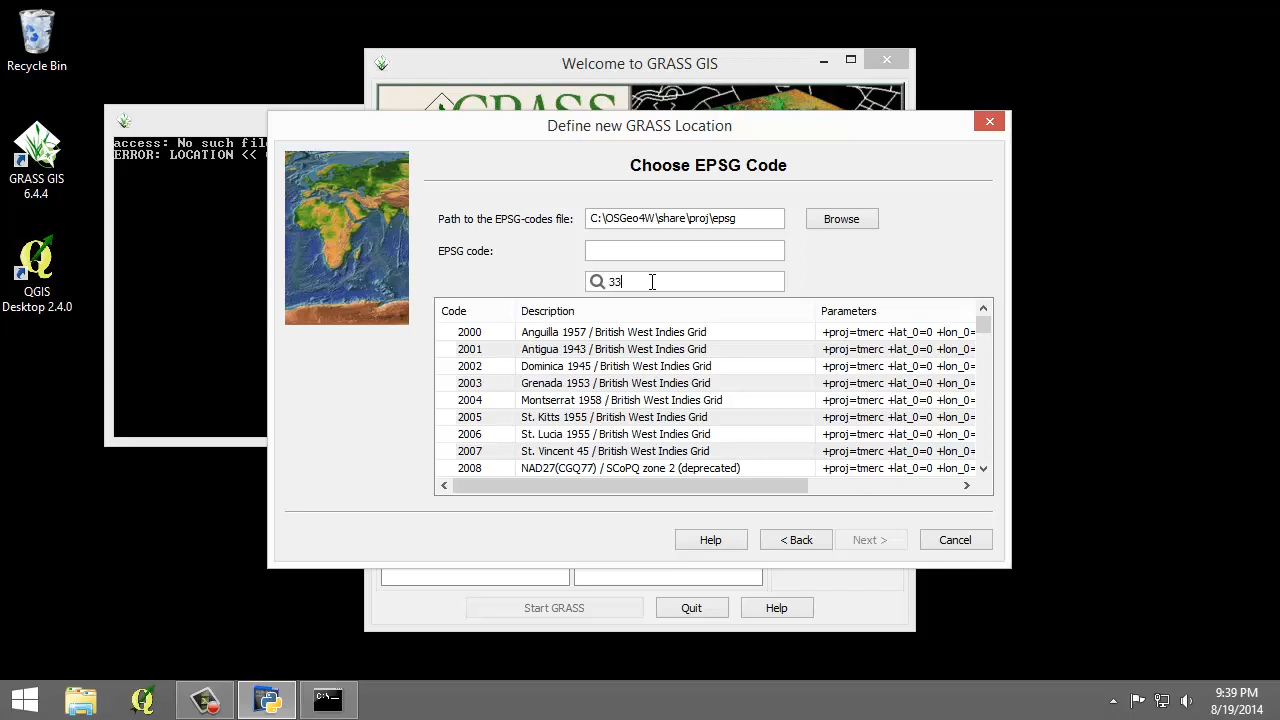 Recycle Bin
GRASS GIS
6.4.4
QGIS
Desktop 2.4.0
Welcome to GRASS GIS
GRASS
access: No such fil
ERROR: LOCATION <<
Define new GRASS Location
Choose EPSG Code
Path to the EPSG-codes file: C:\OSGeo4W\share\proj\epsg Browse
EPSG code:
33
Code Description Parameters
2000 Anguilla 1957 / British West Indies Grid +proj=tmerc +lat_0=0 +lon_0=
2001 Antigua 1943 / British West Indies Grid +proj=tmerc +lat_0=0 +lon_0=
2002 Dominica 1945 / British West Indies Grid +proj=tmerc +lat_0=0 +lon_0=
2003 Grenada 1953 / British West Indies Grid +proj=tmerc +lat_0=0 +lon_0=
2004 Montserrat 1958 / British West Indies Grid +proj=tmerc +lat_0=0 +lon_0=
2005 St. Kitts 1955 / British West Indies Grid +proj=tmerc +lat_0=0 +lon_0=
2006 St. Lucia 1955 / British West Indies Grid +proj=tmerc +lat_0=0 +lon_0=
2007 St. Vincent 45 / British West Indies Grid +proj=tmerc +lat_0=0 +lon_0=
2008 NAD27(CGQ77) / SCoPQ zone 2 (deprecated) +proj=tmerc +lat_0=0 +lon_0=
Help < Back Next > Cancel
Start GRASS Quit Help
9:39 PM
8/19/2014